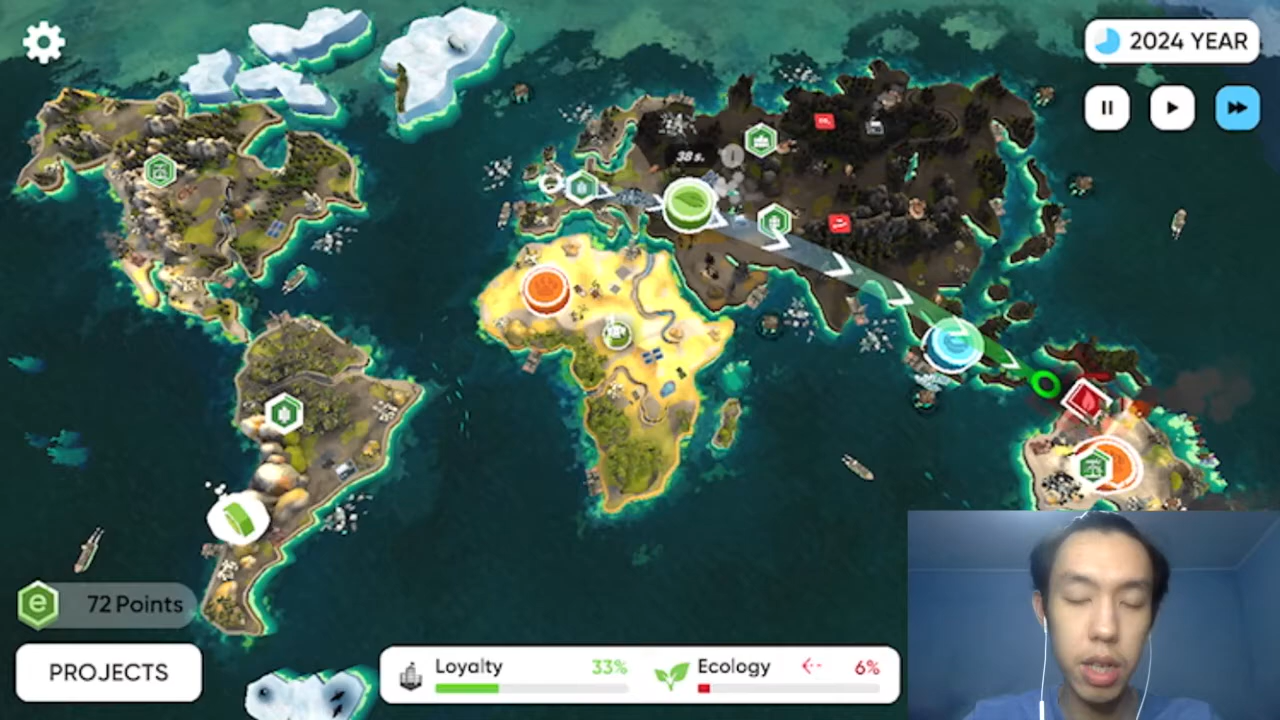 2024 YEAR
38 s.
72 Points
PROJECTS
Loyalty 33%
Ecology 6%